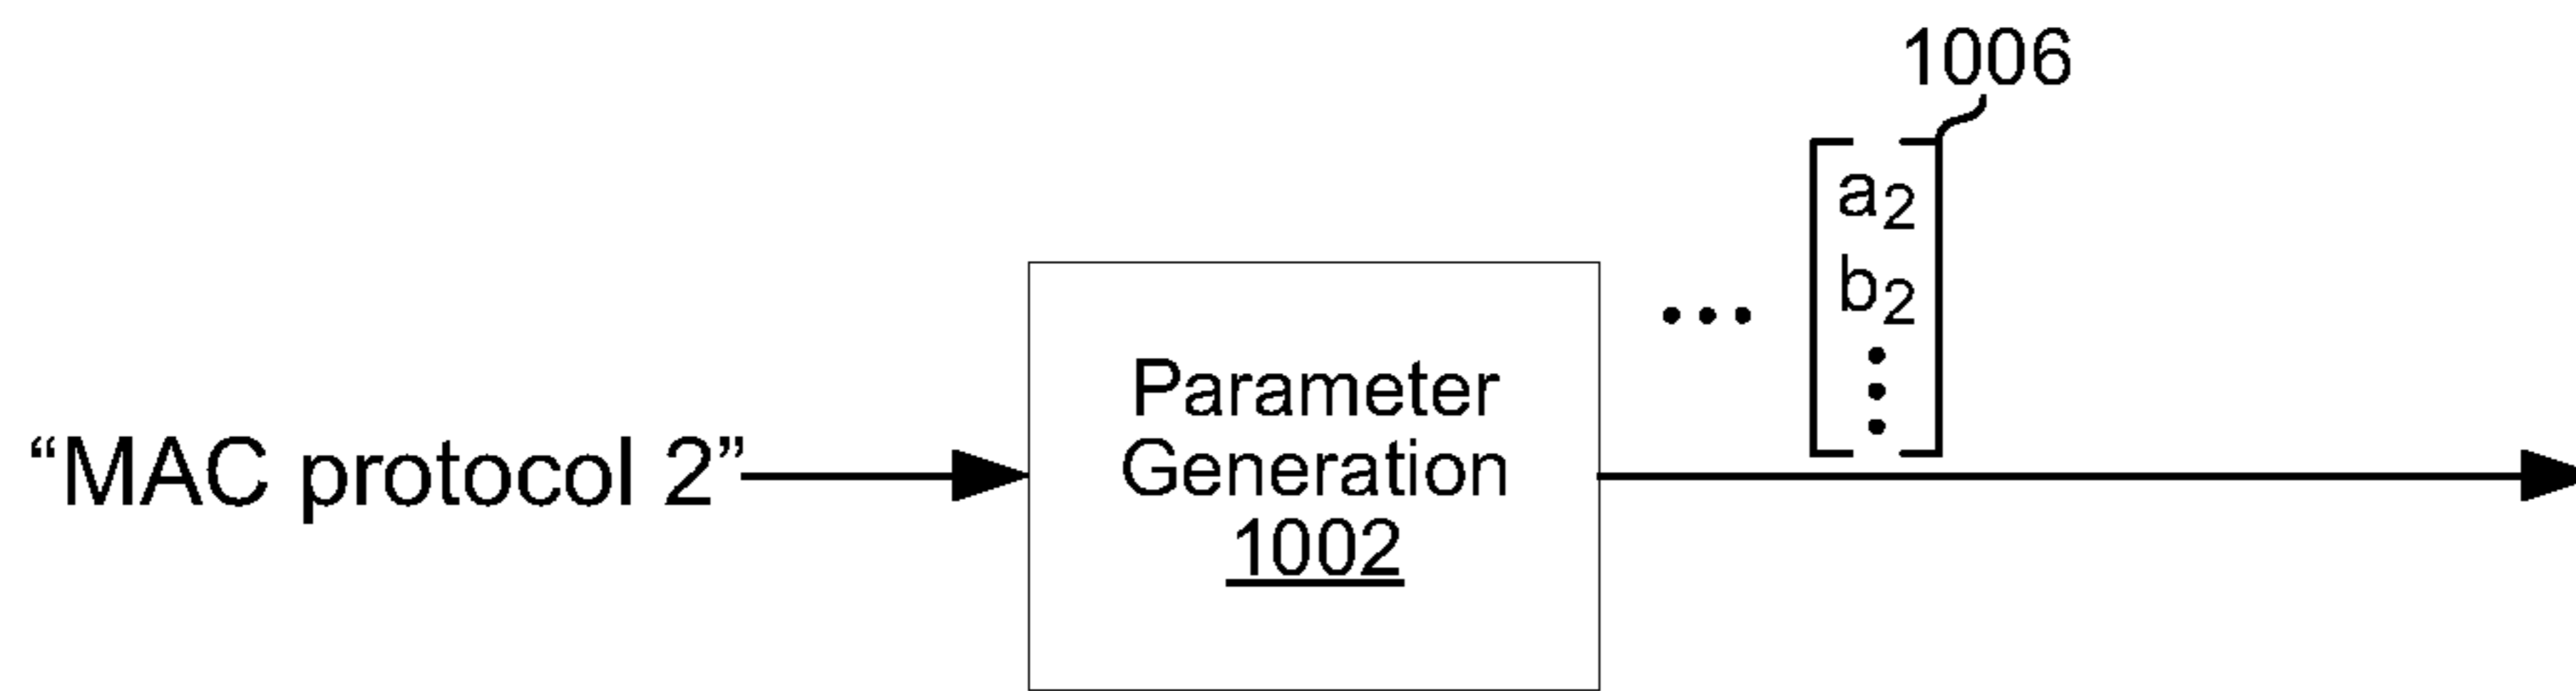 1006
a2
b2
“MAC protocol 2”
Parameter
Generation
1002
...